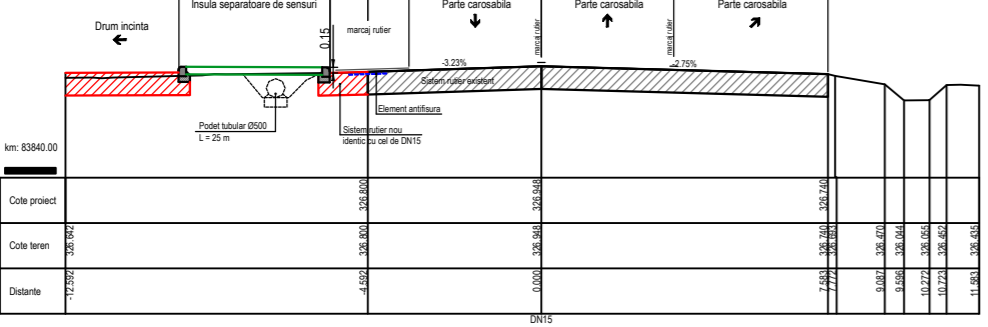 Insula separatoare de sensuri
Parte carosabila
Parte carosabila
Parte carosabila
Drum incinta
marcaj rutier
0.15
marcaj rutier
marcaj rutier
-3.23%
-2.75%
Sistem rutier existent
Element antifisura
Podet tubular Ø500
L = 25 m
Sistem rutier nou
identic cu cel de DN15
km: 83840.00
Cote proiect
326.800
326.948
326.740
Cote teren
326.642
326.800
326.948
326.740
326.693
326.470
326.044
326.055
326.462
326.435
Distante
-12.592
-4.592
0.000
7.583
7.772
9.087
9.596
10.272
10.723
11.583
DN15